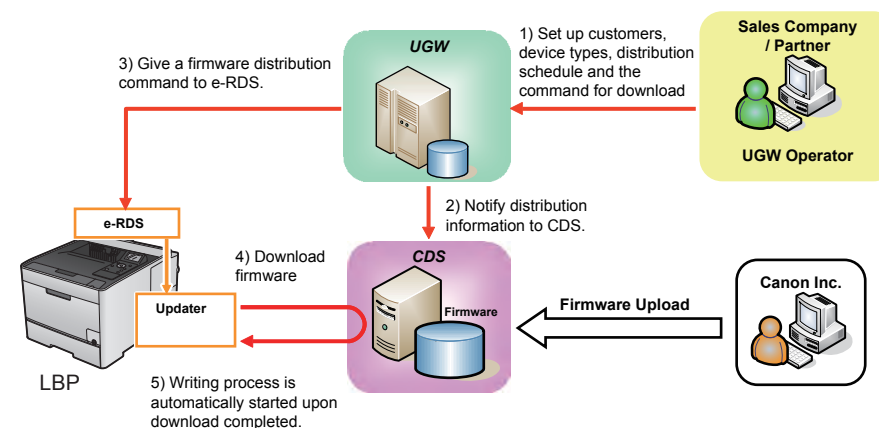 UGW
1) Set up customers,
device types, distribution
schedule and the
command for download
Sales Company
/ Partner
UGW Operator
3) Give a firmware distribution
command to e-RDS.
2) Notify distribution
information to CDS.
e-RDS
4) Download
firmware
CDS
Firmware
Updater
Firmware Upload
Canon Inc.
LBP
5) Writing process is
automatically started upon
download completed.